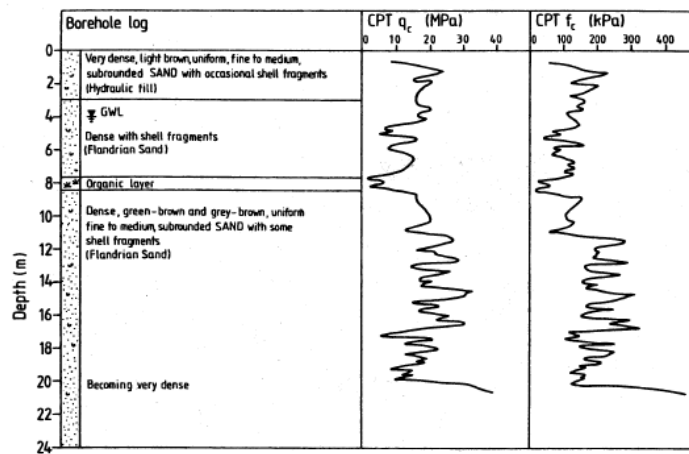 Borehole log
CPT qc (MPa)
CPT fc (kPa)
0 10 20 30 40
0 100 200 300 400
Very dense, light brown, uniform, fine to medium,
subrounded SAND with occasional shell fragments
(Hydraulic fill)
GWL
Dense with shell fragments
(Flandrian Sand)
Organic layer
Dense, green-brown and grey-brown, uniform
fine to medium, subrounded SAND with some
shell fragments
(Flandrian Sand)
Becoming very dense
Depth (m)
0
2
4
6
8
10
12
14
16
18
20
22
24